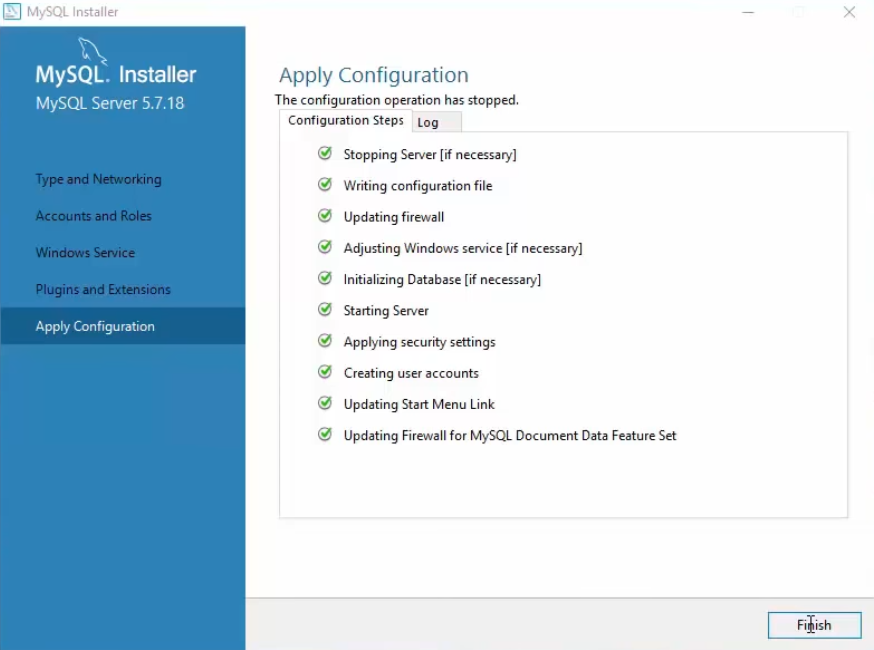 MySQL Installer
MySQL. Installer
MySQL Server 5.7.18
Type and Networking
Accounts and Roles
Windows Service
Plugins and Extensions
Apply Configuration
Apply Configuration
The configuration operation has stopped.
Configuration Steps Log
Stopping Server [if necessary]
Writing configuration file
Updating firewall
Adjusting Windows service [if necessary]
Initializing Database [if necessary]
Starting Server
Applying security settings
Creating user accounts
Updating Start Menu Link
Updating Firewall for MySQL Document Data Feature Set
Finish